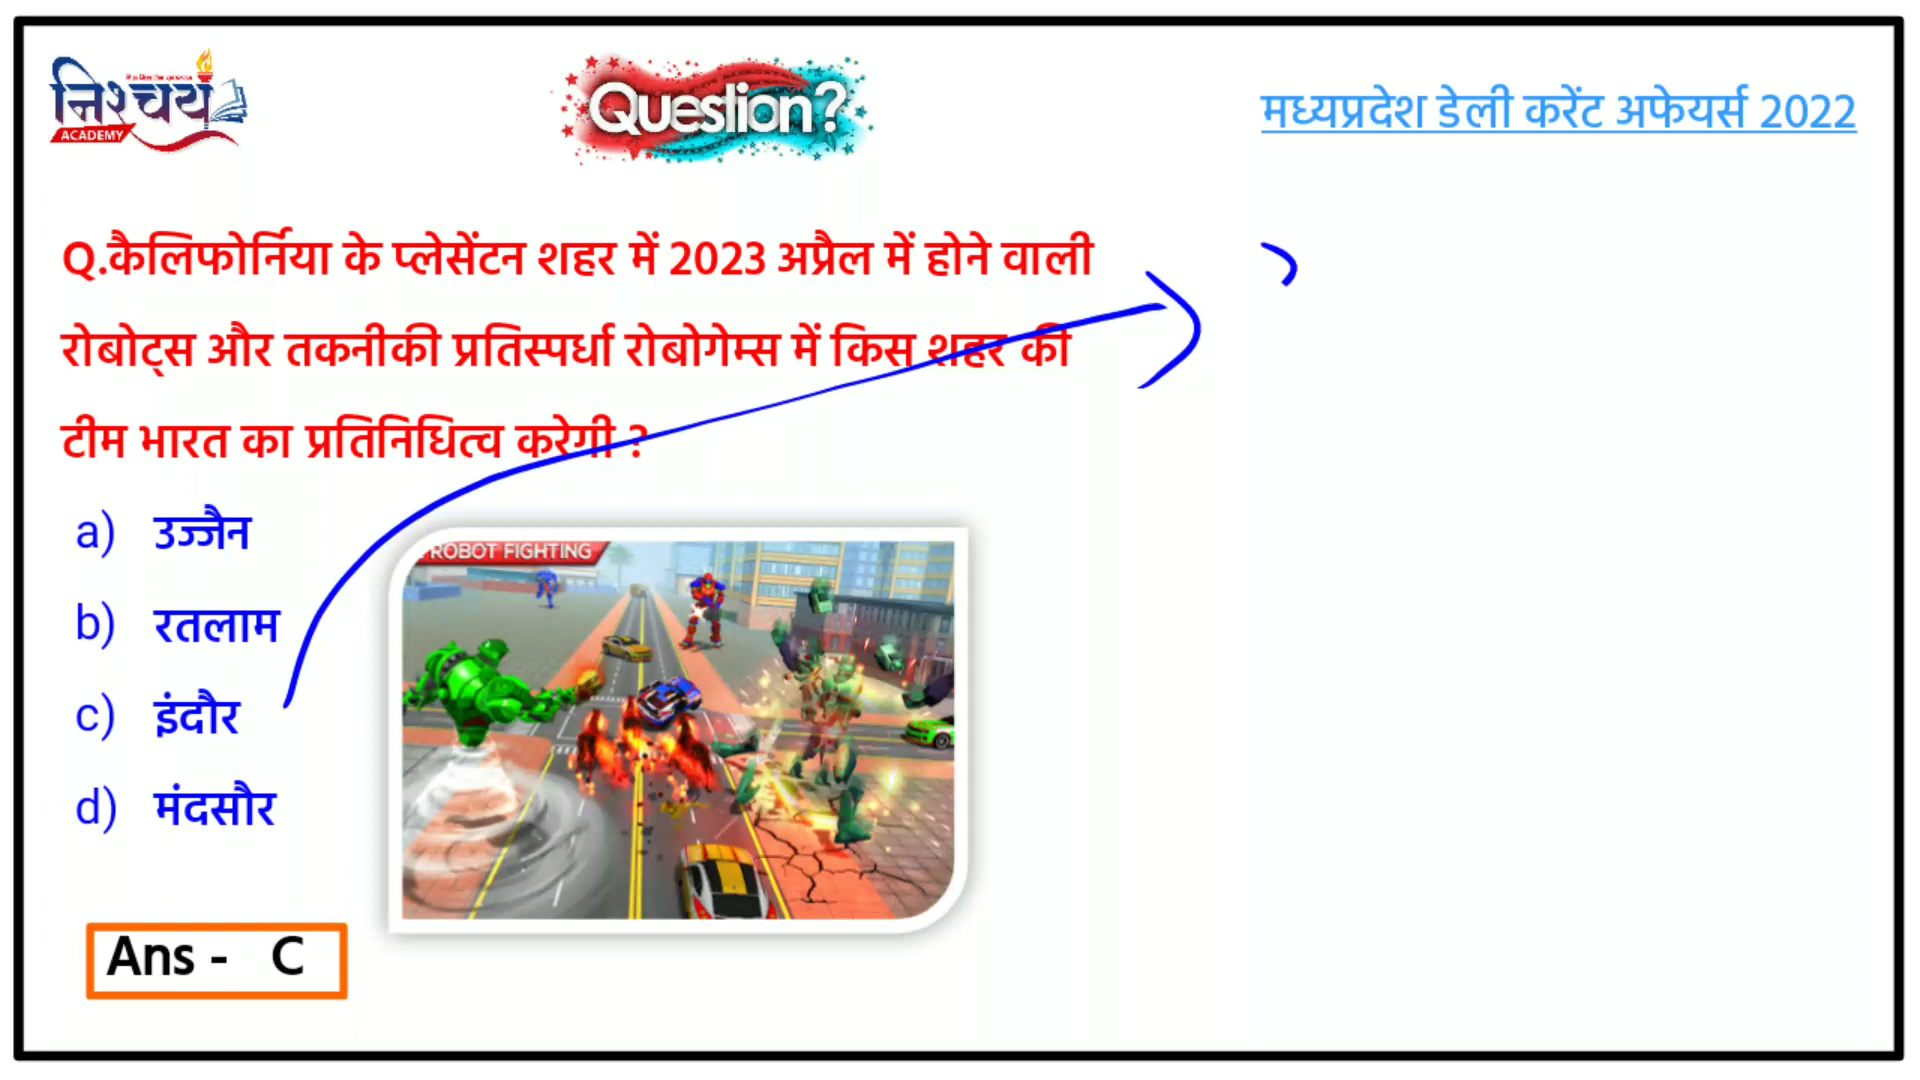 निश्चय
ACADEMY
Question?
मध्यप्रदेश डेली करेंट अफेयर्स 2022
Q.कैलिफोर्निया के प्लेसेंटन शहर में 2023 अप्रैल में होने वाली
रोबोट्स और तकनीकी प्रतिस्पर्धा रोबोगेम्स में किस शहर की
टीम भारत का प्रतिनिधित्व करेगी ?
a) उज्जैन
b) रतलाम
c) इंदौर
d) मंदसौर
ROBOT FIGHTING
Ans - C